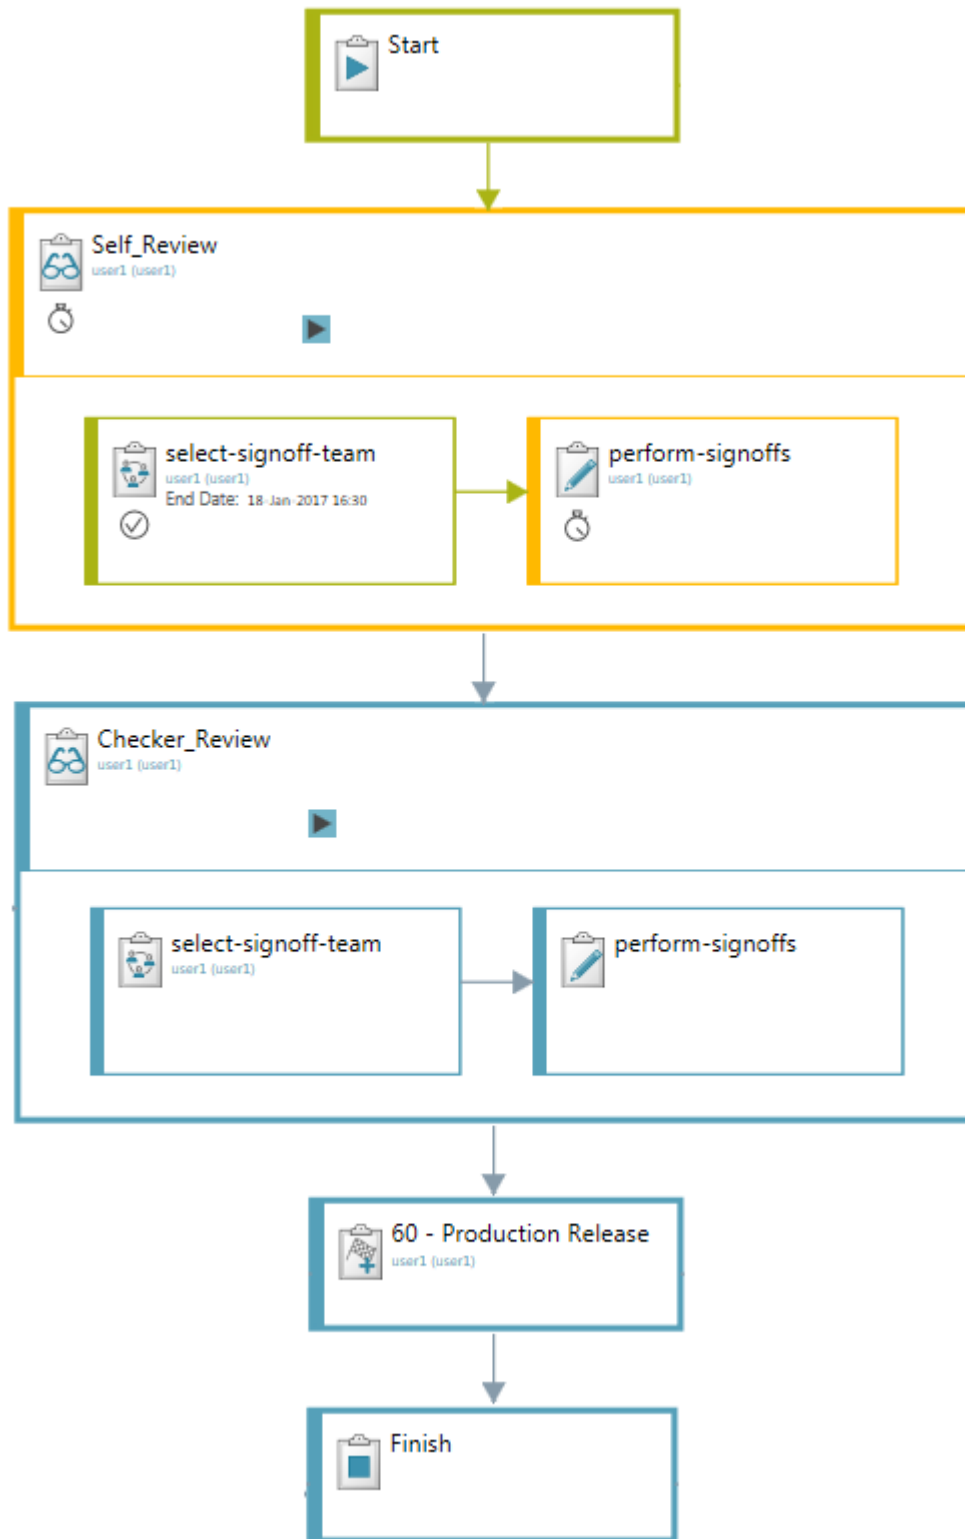 Start
Self_Review
user1 (user1)
select-signoff-team
user1 (user1)
End Date: 18-Jan-2017 16:30
perform-signoffs
user1 (user1)
Checker_Review
user1 (user1)
select-signoff-team
user1 (user1)
perform-signoffs
60 - Production Release
user1 (user1)
Finish